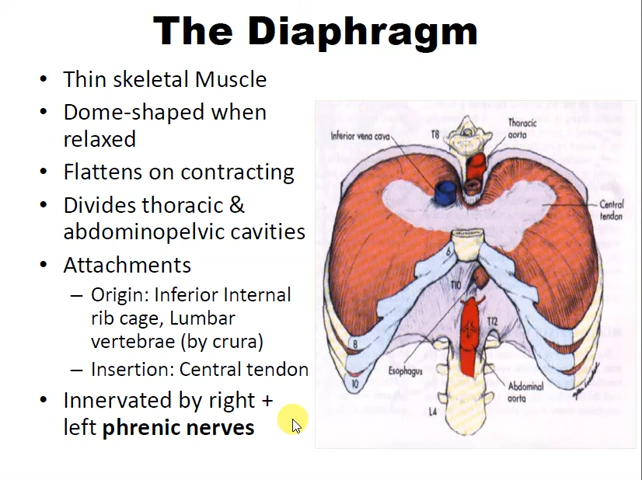 The Diaphragm
• Thin skeletal Muscle
• Dome-shaped when
relaxed
• Flattens on contracting
• Divides thoracic &
abdominopelvic cavities
• Attachments
– Origin: Inferior Internal
rib cage, Lumbar
vertebrae (by crura)
– Insertion: Central tendon
• Innervated by right +
left phrenic nerves
Inferior vena cava
T8
Thoracic
aorta
Central
tendon
6
T10
T12
8
10
Esophagus
Abdominal
aorta
L4